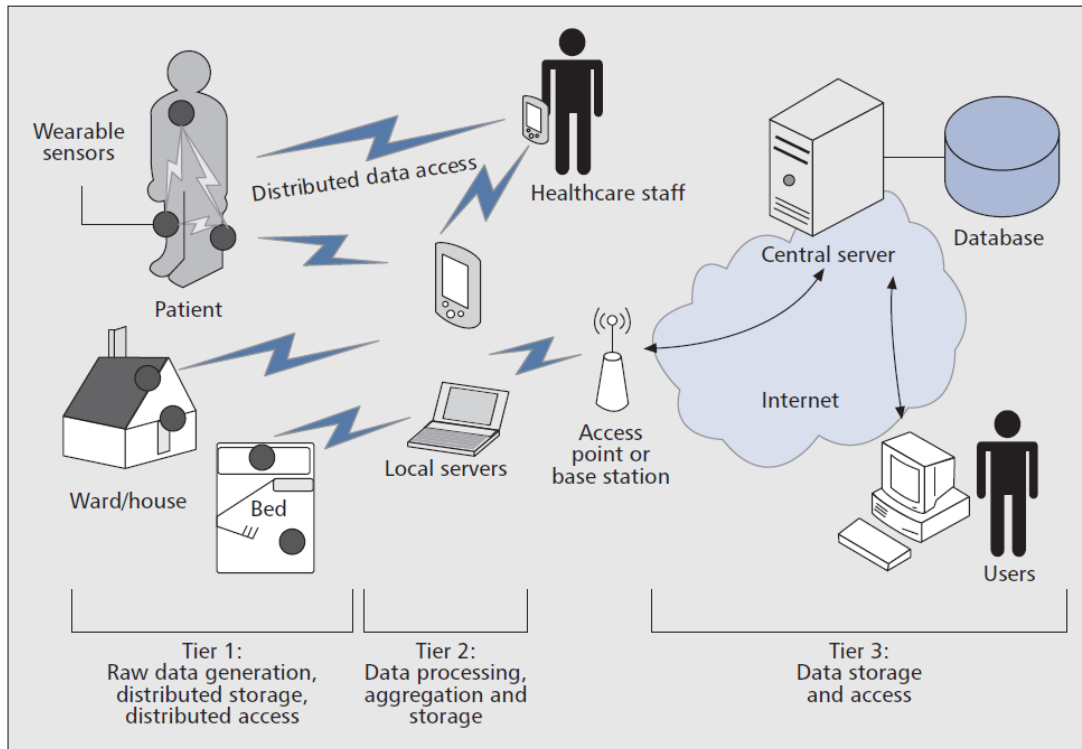 Wearable
sensors
Distributed data access
Healthcare staff
Central server
Database
Patient
Internet
Ward/house
Bed
Local servers
Access
point or
base station
Users
Tier 1:
Raw data generation,
distributed storage,
distributed access
Tier 2:
Data processing,
aggregation and
storage
Tier 3:
Data storage
and access